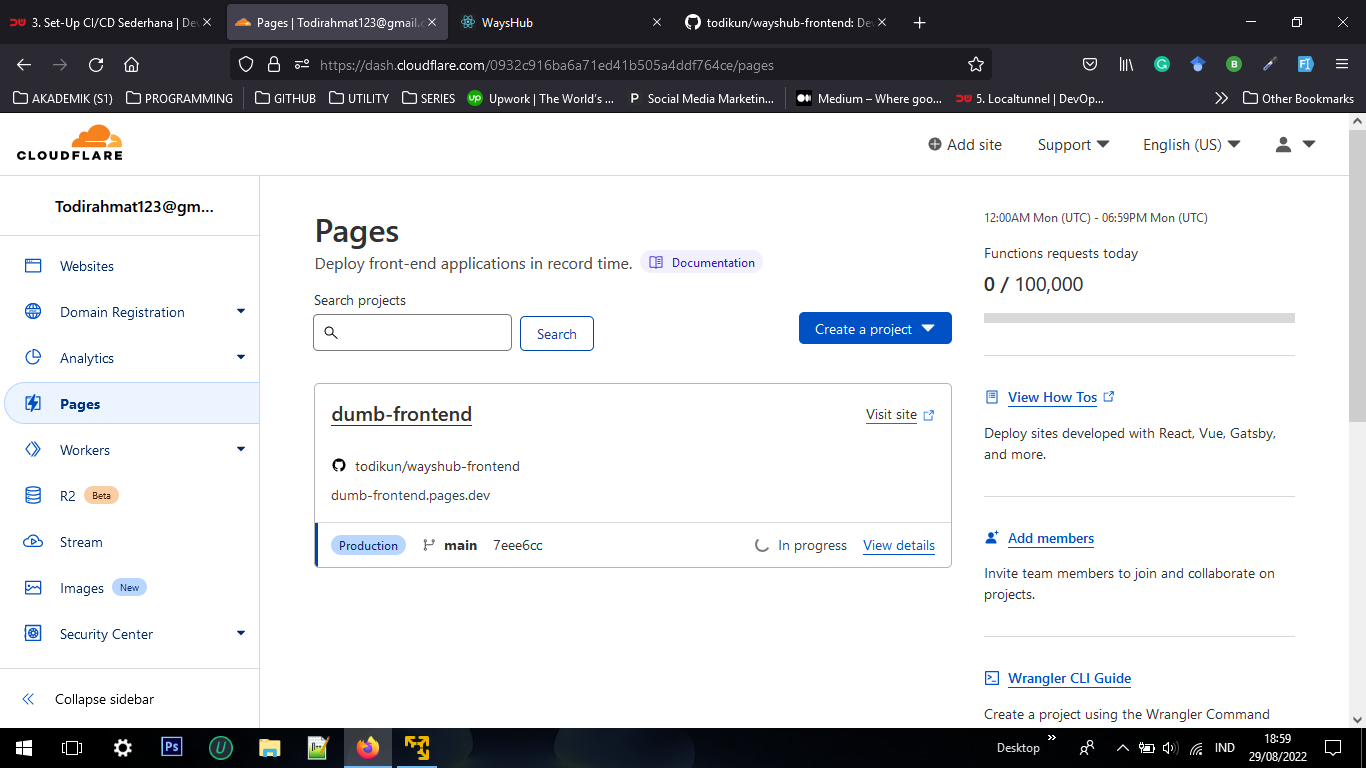 3. Set-Up CI/CD Sederhana | De
Pages | Todirahmat123@gmail.c
WaysHub
todikun/wayshub-frontend: De
https://dash.cloudflare.com/0932c916ba6a71ed41b505a4ddf764ce/pages
AKADEMIK (S1)
PROGRAMMING
GITHUB
UTILITY
SERIES
Upwork | The World's ...
Social Media Marketin...
Medium – Where goo...
5. Localtunnel | DevOp...
Other Bookmarks
CLOUDFLARE
Add site
Support
English (US)
Todirahmat123@gm...
Websites
Domain Registration
Analytics
Pages
Workers
R2 Beta
Stream
Images New
Security Center
Collapse sidebar
Pages
Deploy front-end applications in record time.
Documentation
Search projects
Search
Create a project
dumb-frontend
Visit site
todikun/wayshub-frontend
dumb-frontend.pages.dev
Production main 7eee6cc In progress View details
12:00AM Mon (UTC) - 06:59PM Mon (UTC)
Functions requests today
0 / 100,000
View How Tos
Deploy sites developed with React, Vue, Gatsby,
and more.
Add members
Invite team members to join and collaborate on
projects.
Wrangler CLI Guide
Create a project using the Wrangler Command
Desktop
IND
18:59
29/08/2022